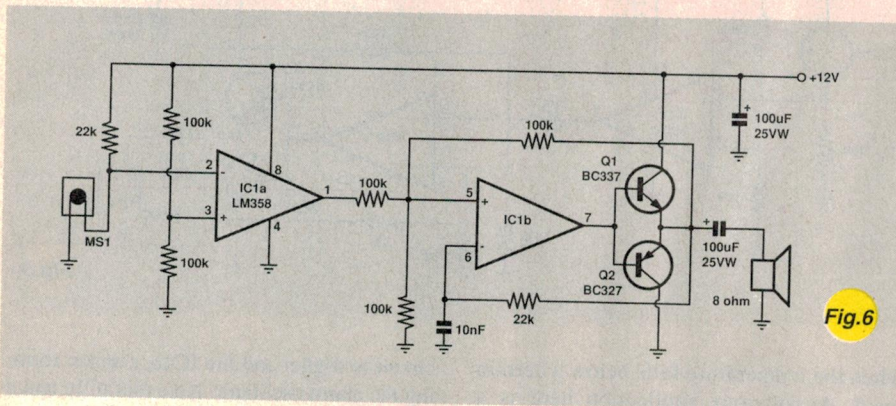 +12V
22k
100k
100k
100uF
25VW
Q1
BC337
2
8
-
IC1a
LM358
1
100k
5
+
IC1b
7
3
+
4
MS1
-
6
100k
Q2
BC327
+
100uF
25VW
100k
10nF
22k
8 ohm
+
Fig.6